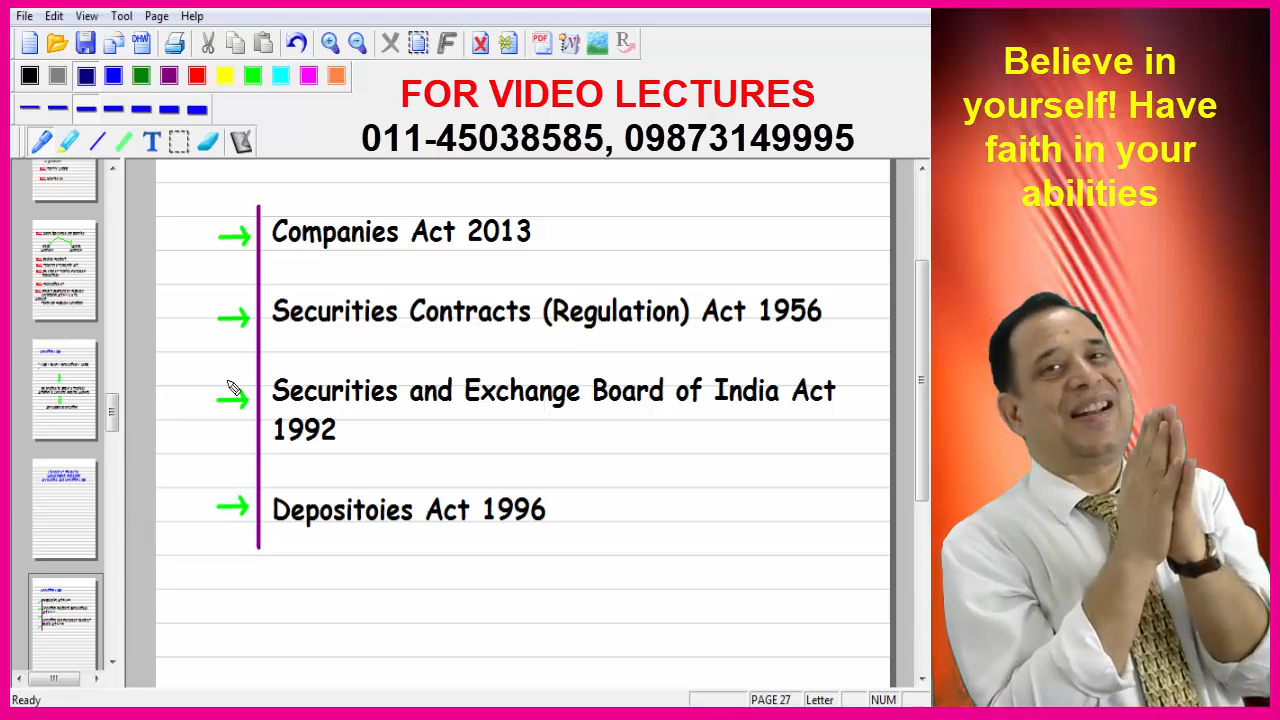 File Edit View Tool Page Help
FOR VIDEO LECTURES
011-45038585, 09873149995
Believe in
yourself! Have
faith in your
abilities
Companies Act 2013
Securities Contracts (Regulation) Act 1956
Securities and Exchange Board of India Act
1992
Depositoies Act 1996
Ready
PAGE 27 Letter NUM